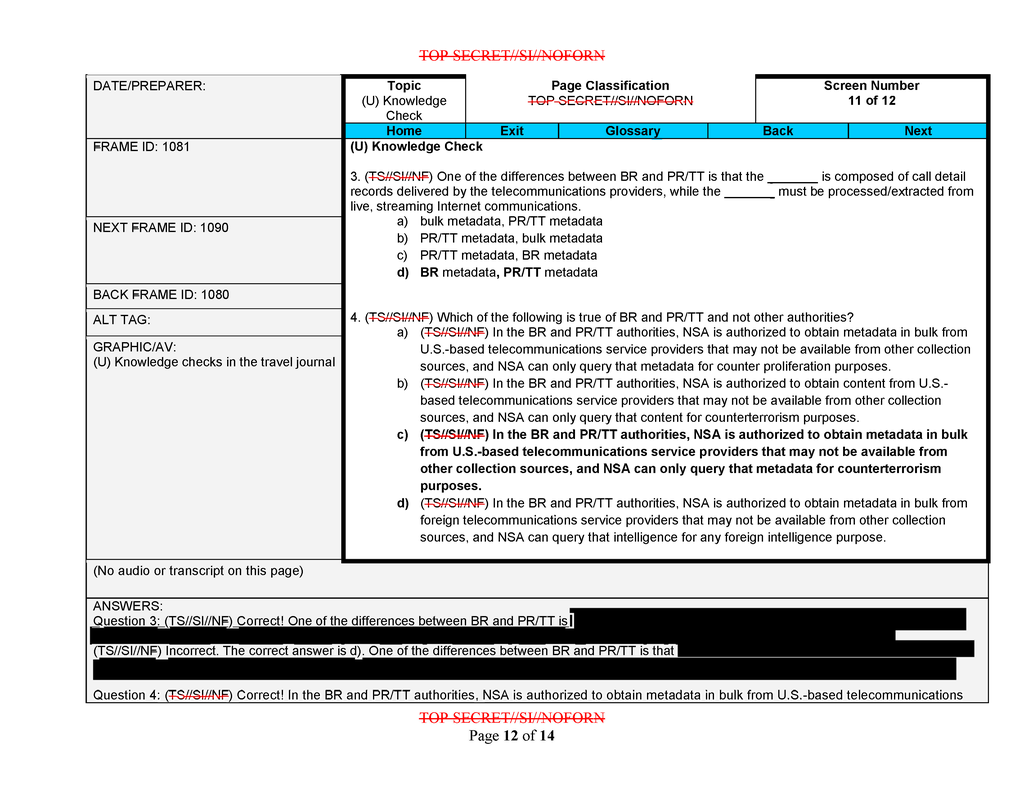 TOP SECRET//SI//NOFORN
DATE/PREPARER:
Topic
(U) Knowledge
Check
Page Classification
TOP SECRET//SI//NOFORN
Screen Number
11 of 12
Home Exit Glossary Back Next
FRAME ID: 1081
NEXT FRAME ID: 1090
BACK FRAME ID: 1080
ALT TAG:
GRAPHIC/AV:
(U) Knowledge checks in the travel journal
(U) Knowledge Check
3. (TS//SI//NF) One of the differences between BR and PR/TT is that the _______ is composed of call detail
records delivered by the telecommunications providers, while the _______ must be processed/extracted from
live, streaming Internet communications.
a) bulk metadata, PR/TT metadata
b) PR/TT metadata, bulk metadata
c) PR/TT metadata, BR metadata
d) BR metadata, PR/TT metadata
4. (TS//SI//NF) Which of the following is true of BR and PR/TT and not other authorities?
a) (TS//SI//NF) In the BR and PR/TT authorities, NSA is authorized to obtain metadata in bulk from
U.S.-based telecommunications service providers that may not be available from other collection
sources, and NSA can only query that metadata for counter proliferation purposes.
b) (TS//SI//NF) In the BR and PR/TT authorities, NSA is authorized to obtain content from U.S.-
based telecommunications service providers that may not be available from other collection
sources, and NSA can only query that content for counterterrorism purposes.
c) (TS//SI//NF) In the BR and PR/TT authorities, NSA is authorized to obtain metadata in bulk
from U.S.-based telecommunications service providers that may not be available from
other collection sources, and NSA can only query that metadata for counterterrorism
purposes.
d) (TS//SI//NF) In the BR and PR/TT authorities, NSA is authorized to obtain metadata in bulk from
foreign telecommunications service providers that may not be available from other collection
sources, and NSA can query that intelligence for any foreign intelligence purpose.
(No audio or transcript on this page)
ANSWERS:
Question 3: (TS//SI//NF) Correct! One of the differences between BR and PR/TT is
(TS//SI//NF) Incorrect. The correct answer is d). One of the differences between BR and PR/TT is that
Question 4: (TS//SI//NF) Correct! In the BR and PR/TT authorities, NSA is authorized to obtain metadata in bulk from U.S.-based telecommunications
TOP SECRET//SI//NOFORN
Page 12 of 14